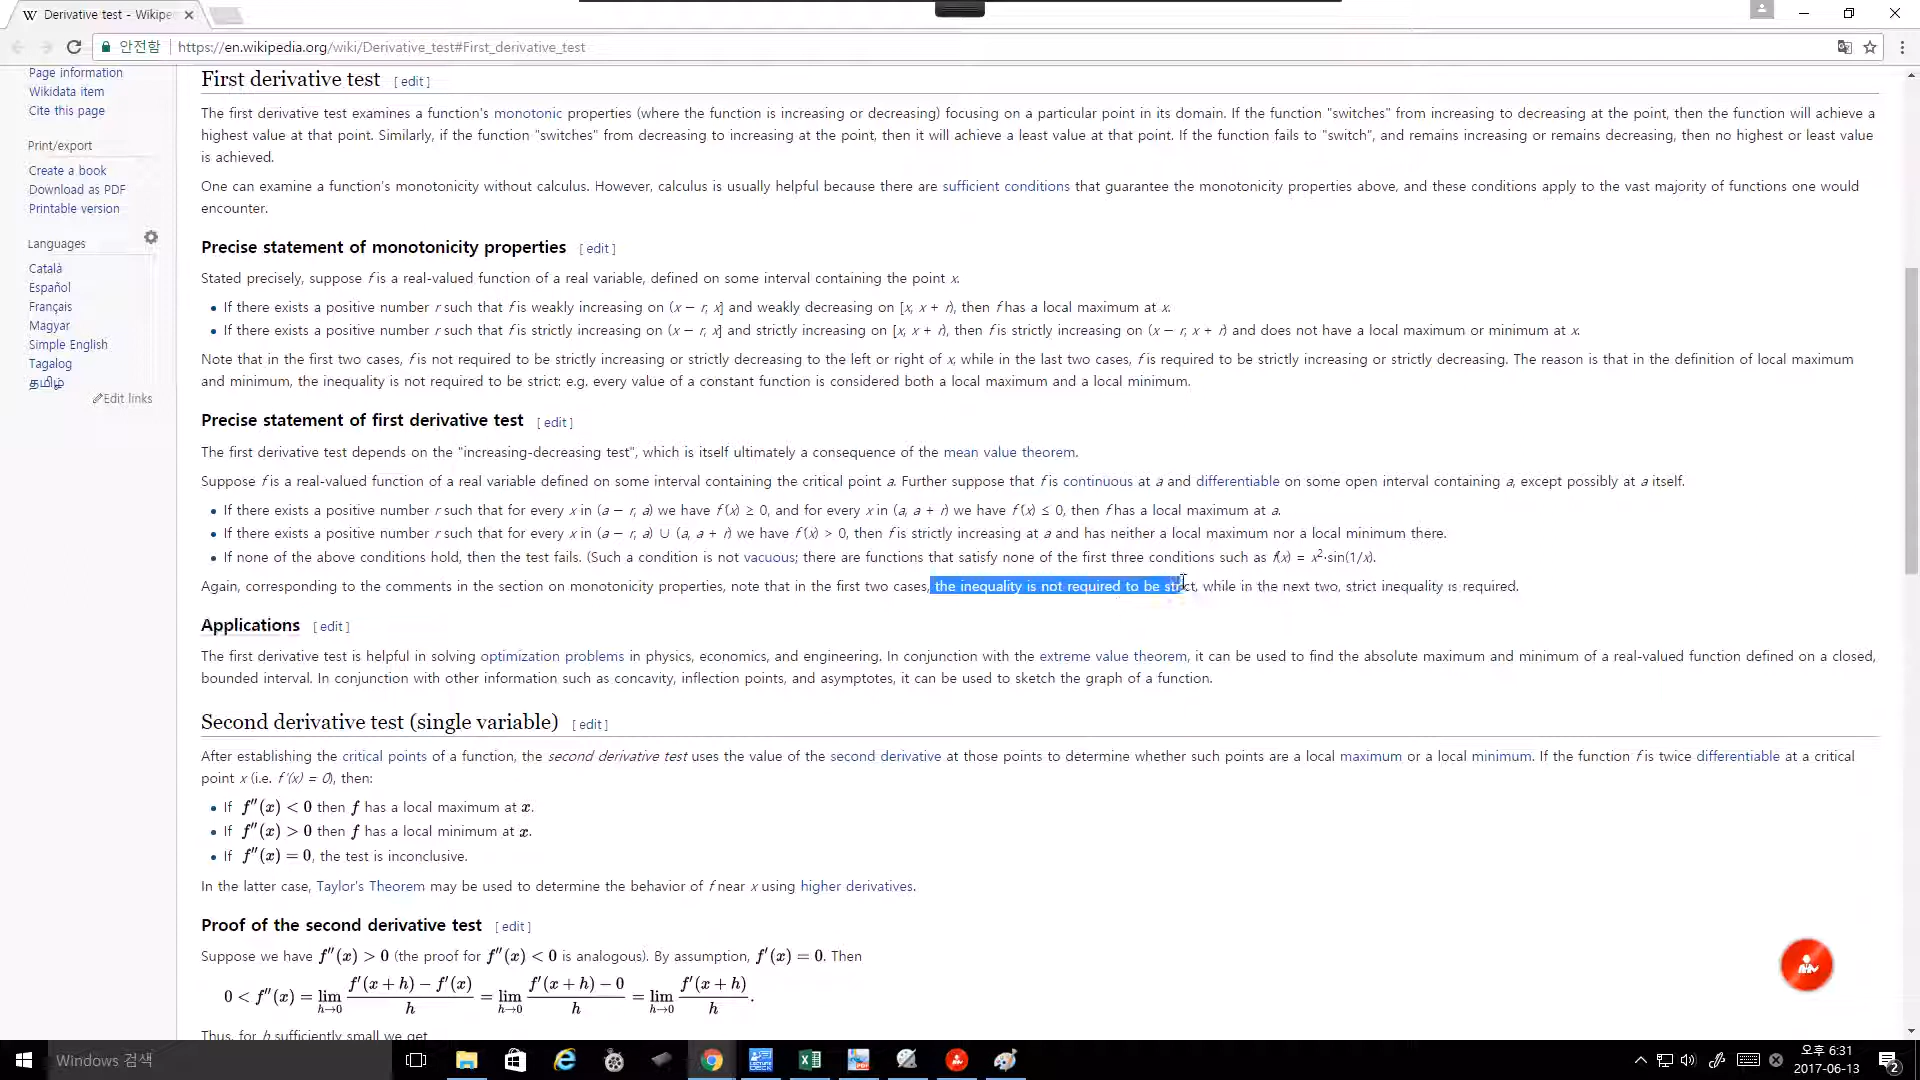 Derivative test - Wikipe
안전함 https://en.wikipedia.org/wiki/Derivative_test#First_derivative_test
Page information
Wikidata item
Cite this page
Print/export
Create a book
Download as PDF
Printable version
Languages
Català
Español
Français
Magyar
Simple English
Tagalog
தமிழ்
Edit links
First derivative test [ edit ]
The first derivative test examines a function's monotonic properties (where the function is increasing or decreasing) focusing on a particular point in its domain. If the function "switches" from increasing to decreasing at the point, then the function will achieve a
highest value at that point. Similarly, if the function "switches" from decreasing to increasing at the point, then it will achieve a least value at that point. If the function fails to "switch", and remains increasing or remains decreasing, then no highest or least value
is achieved.
One can examine a function's monotonicity without calculus. However, calculus is usually helpful because there are sufficient conditions that guarantee the monotonicity properties above, and these conditions apply to the vast majority of functions one would
encounter.
Precise statement of monotonicity properties [ edit ]
Stated precisely, suppose f is a real-valued function of a real variable, defined on some interval containing the point x.
• If there exists a positive number r such that f is weakly increasing on (x − r, x] and weakly decreasing on [x, x + r), then f has a local maximum at x.
• If there exists a positive number r such that f is strictly increasing on (x − r, x] and strictly increasing on [x, x + r), then f is strictly increasing on (x − r, x + r) and does not have a local maximum or minimum at x.
Note that in the first two cases, f is not required to be strictly increasing or strictly decreasing to the left or right of x, while in the last two cases, f is required to be strictly increasing or strictly decreasing. The reason is that in the definition of local maximum
and minimum, the inequality is not required to be strict: e.g. every value of a constant function is considered both a local maximum and a local minimum.
Precise statement of first derivative test [ edit ]
The first derivative test depends on the "increasing-decreasing test", which is itself ultimately a consequence of the mean value theorem.
Suppose f is a real-valued function of a real variable defined on some interval containing the critical point a. Further suppose that f is continuous at a and differentiable on some open interval containing a, except possibly at a itself.
• If there exists a positive number r such that for every x in (a − r, a) we have f′(x) ≥ 0, and for every x in (a, a + r) we have f′(x) ≤ 0, then f has a local maximum at a.
• If there exists a positive number r such that for every x in (a − r, a) ∪ (a, a + r) we have f′(x) > 0, then f is strictly increasing at a and has neither a local maximum nor a local minimum there.
• If none of the above conditions hold, then the test fails. (Such a condition is not vacuous; there are functions that satisfy none of the first three conditions such as f(x) = x²·sin(1/x).
Again, corresponding to the comments in the section on monotonicity properties, note that in the first two cases, the inequality is not required to be strict, while in the next two, strict inequality is required.
Applications [ edit ]
The first derivative test is helpful in solving optimization problems in physics, economics, and engineering. In conjunction with the extreme value theorem, it can be used to find the absolute maximum and minimum of a real-valued function defined on a closed,
bounded interval. In conjunction with other information such as concavity, inflection points, and asymptotes, it can be used to sketch the graph of a function.
Second derivative test (single variable) [ edit ]
After establishing the critical points of a function, the second derivative test uses the value of the second derivative at those points to determine whether such points are a local maximum or a local minimum. If the function f is twice differentiable at a critical
point x (i.e. f′(x) = 0), then:
• If f″(x) < 0 then f has a local maximum at x.
• If f″(x) > 0 then f has a local minimum at x.
• If f″(x) = 0, the test is inconclusive.
In the latter case, Taylor's Theorem may be used to determine the behavior of f near x using higher derivatives.
Proof of the second derivative test [ edit ]
Suppose we have f″(x) > 0 (the proof for f″(x) < 0 is analogous). By assumption, f′(x) = 0. Then
0 < f″(x) = lim h→0 (f′(x + h) − f′(x))/h = lim h→0 (f′(x + h) − 0)/h = lim h→0 f′(x + h)/h.
Thus, for h sufficiently small we get
Windows 검색
오후 6:31
2017-06-13
2